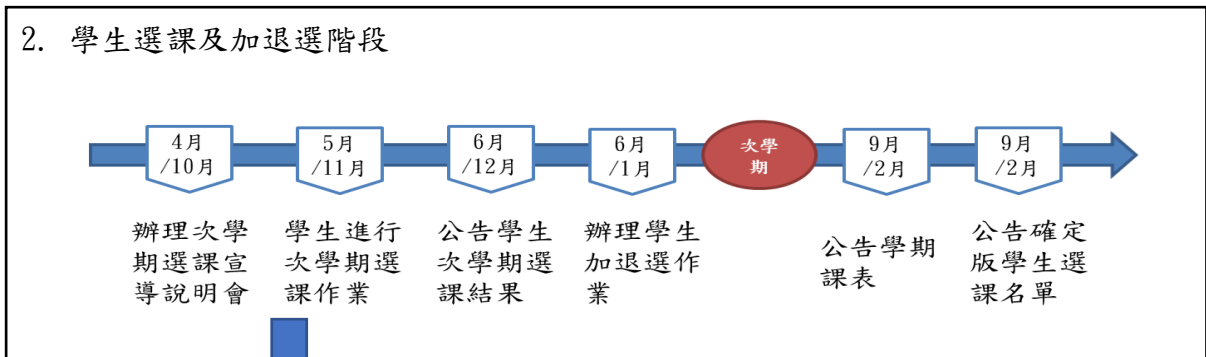 2. 學生選課及加退選階段
4月
/10月
5月
/11月
6月
/12月
6月
/1月
次學
期
9月
/2月
9月
/2月
辦理次學
期選課宣
導說明會
學生進行
次學期選
課作業
公告學生
次學期選
課結果
辦理學生
加退選作
業
公告學期
課表
公告確定
版學生選
課名單